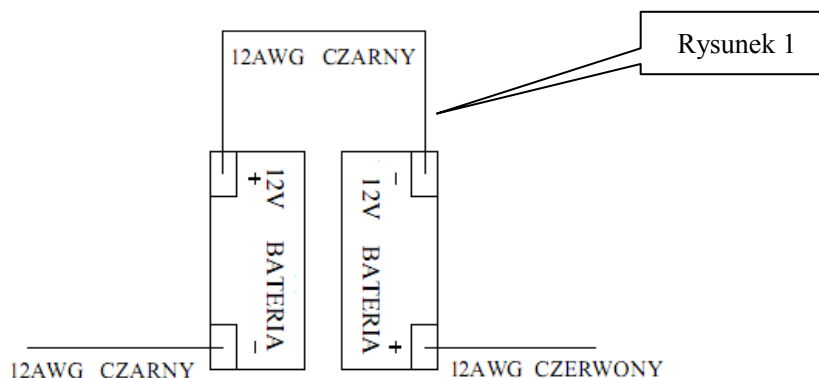 12AWG CZARNY
Rysunek 1
+ 12V BATERIA -
- 12V BATERIA +
12AWG CZARNY
12AWG CZERWONY